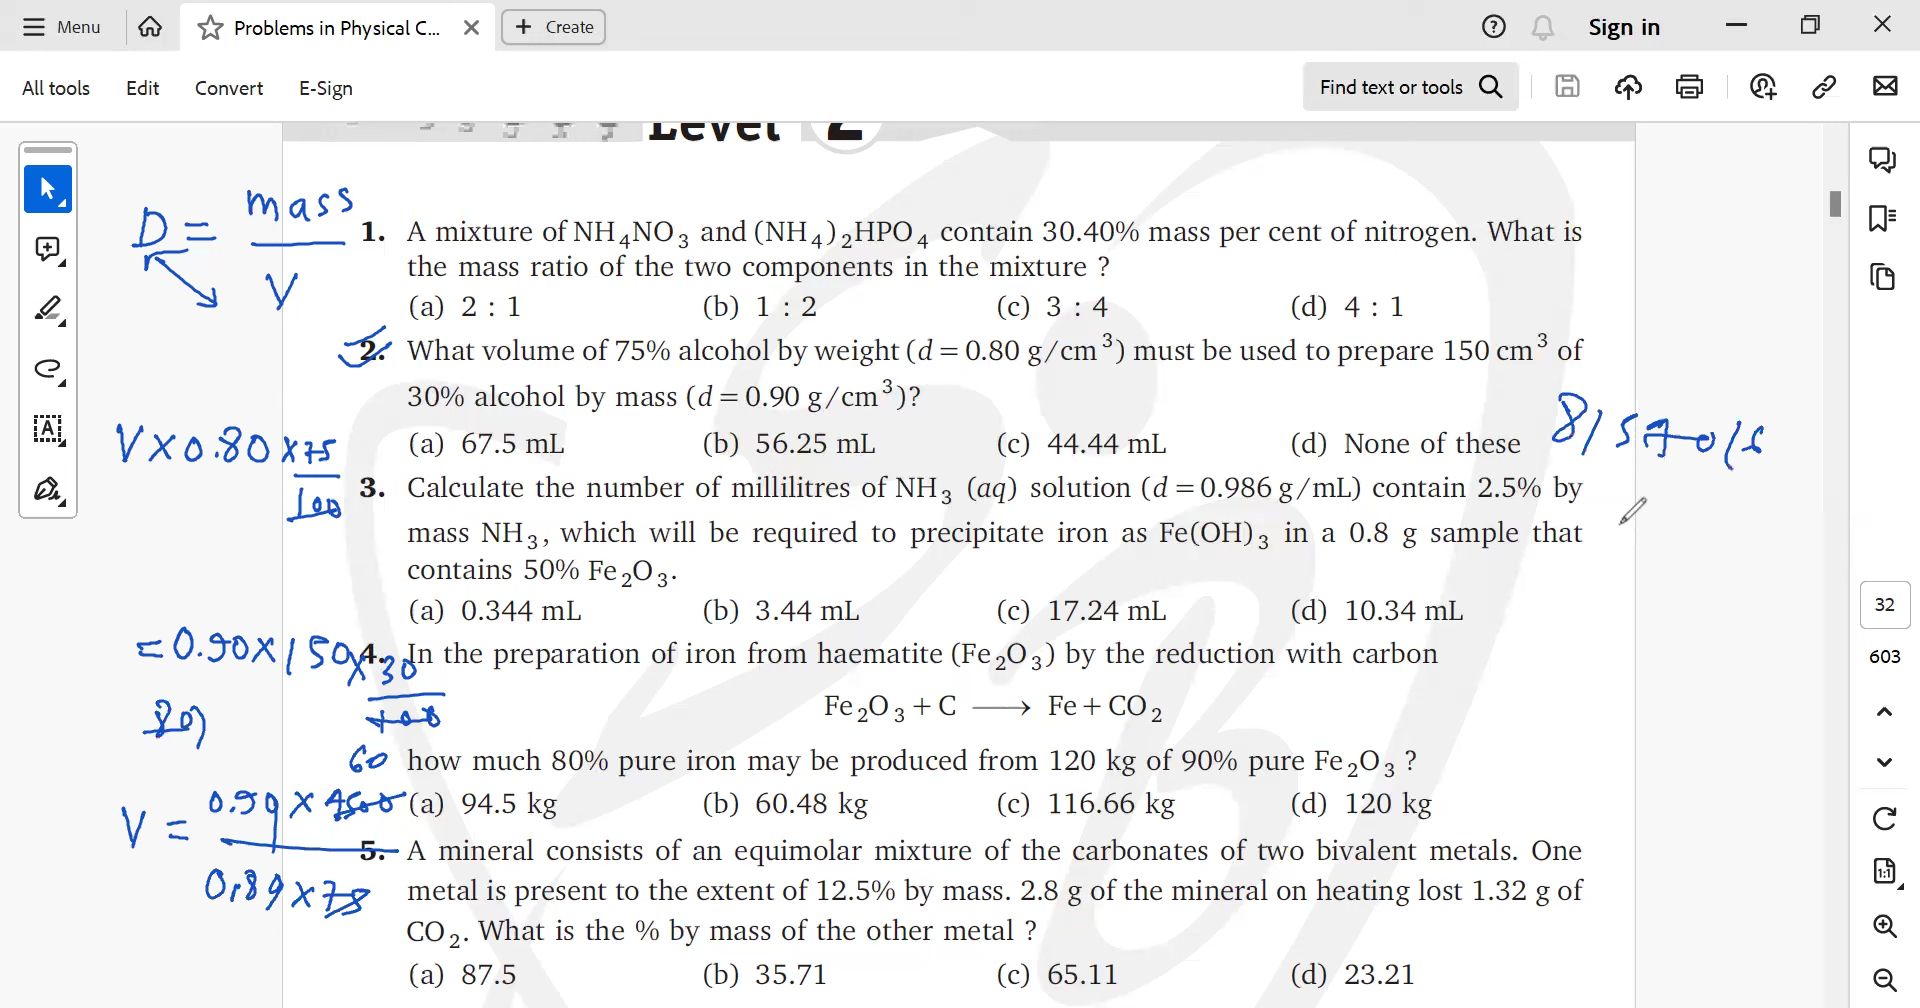 Menu
Problems in Physical C...
Create
Sign in
All tools
Edit
Convert
E-Sign
Find text or tools
Level 2
D = mass / V
1. A mixture of NH4NO3 and (NH4)2HPO4 contain 30.40% mass per cent of nitrogen. What is
the mass ratio of the two components in the mixture ?
(a) 2 : 1 (b) 1 : 2 (c) 3 : 4 (d) 4 : 1
2. What volume of 75% alcohol by weight (d = 0.80 g/cm³) must be used to prepare 150 cm³ of
30% alcohol by mass (d = 0.90 g/cm³)?
(a) 67.5 mL (b) 56.25 mL (c) 44.44 mL (d) None of these
V × 0.80 × 75/100
3. Calculate the number of millilitres of NH3 (aq) solution (d = 0.986 g/mL) contain 2.5% by
mass NH3, which will be required to precipitate iron as Fe(OH)3 in a 0.8 g sample that
contains 50% Fe2O3.
(a) 0.344 mL (b) 3.44 mL (c) 17.24 mL (d) 10.34 mL
= 0.90 × 150 × 30/100
4. In the preparation of iron from haematite (Fe2O3) by the reduction with carbon
Fe2O3 + C ⟶ Fe + CO2
60
how much 80% pure iron may be produced from 120 kg of 90% pure Fe2O3 ?
(a) 94.5 kg (b) 60.48 kg (c) 116.66 kg (d) 120 kg
V = 0.90 × 4500
5. A mineral consists of an equimolar mixture of the carbonates of two bivalent metals. One
metal is present to the extent of 12.5% by mass. 2.8 g of the mineral on heating lost 1.32 g of
CO2. What is the % by mass of the other metal ?
(a) 87.5 (b) 35.71 (c) 65.11 (d) 23.21
32
603
1:1